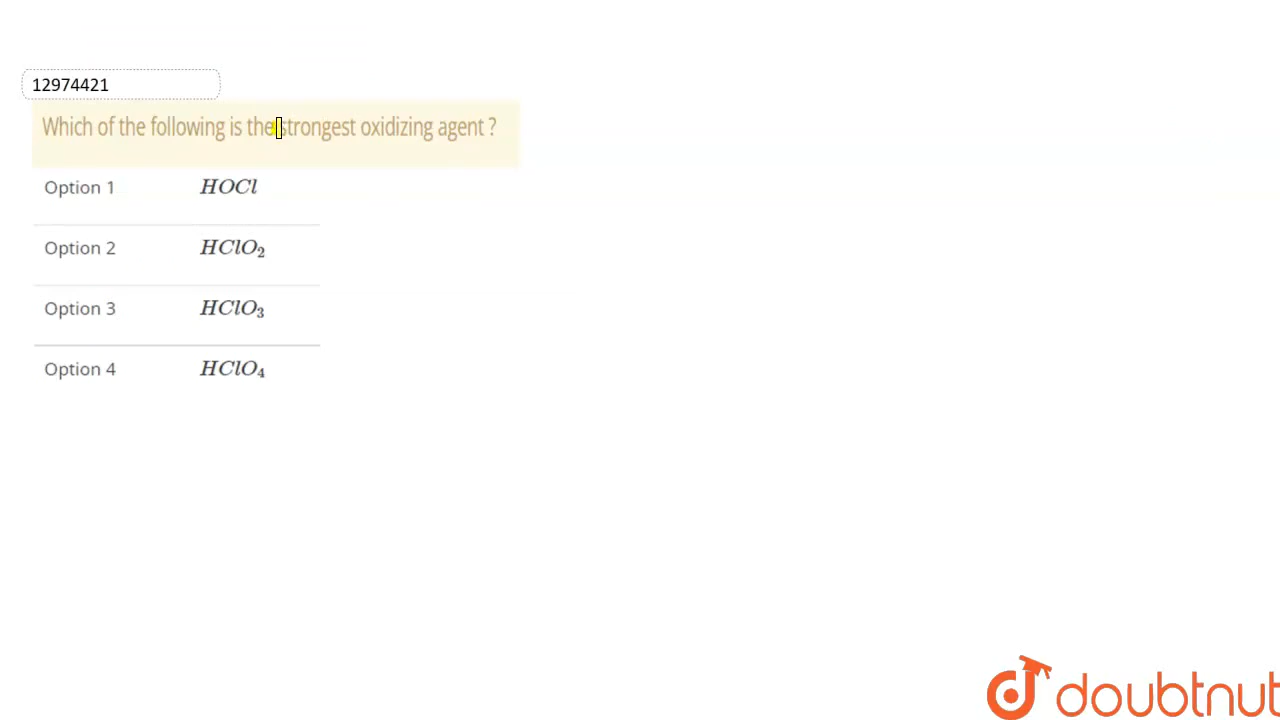 12974421
Which of the following is the strongest oxidizing agent ?
Option 1 HOCl
Option 2 HClO₂
Option 3 HClO₃
Option 4 HClO₄
doubtnut